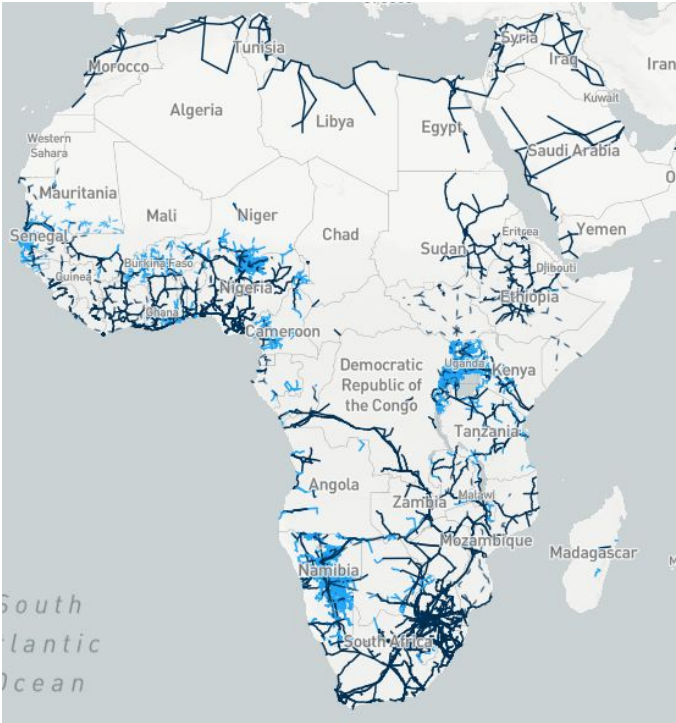 Syria
Tunisia
Morocco
Iraq
Iran
Kuwait
Algeria
Libya
Egypt
Western
Sahara
Saudi Arabia
Mauritania
Mali
Niger
Chad
Sudan
Eritrea
Yemen
Senegal
Burkina Faso
Djibouti
Guinea
Nigeria
Ethiopia
Ghana
Cameroon
Democratic
Republic of
the Congo
Uganda
Kenya
Tanzania
Angola
Zambia
Malawi
Mozambique
Madagascar
Namibia
South Africa
South
tlantic
Ocean